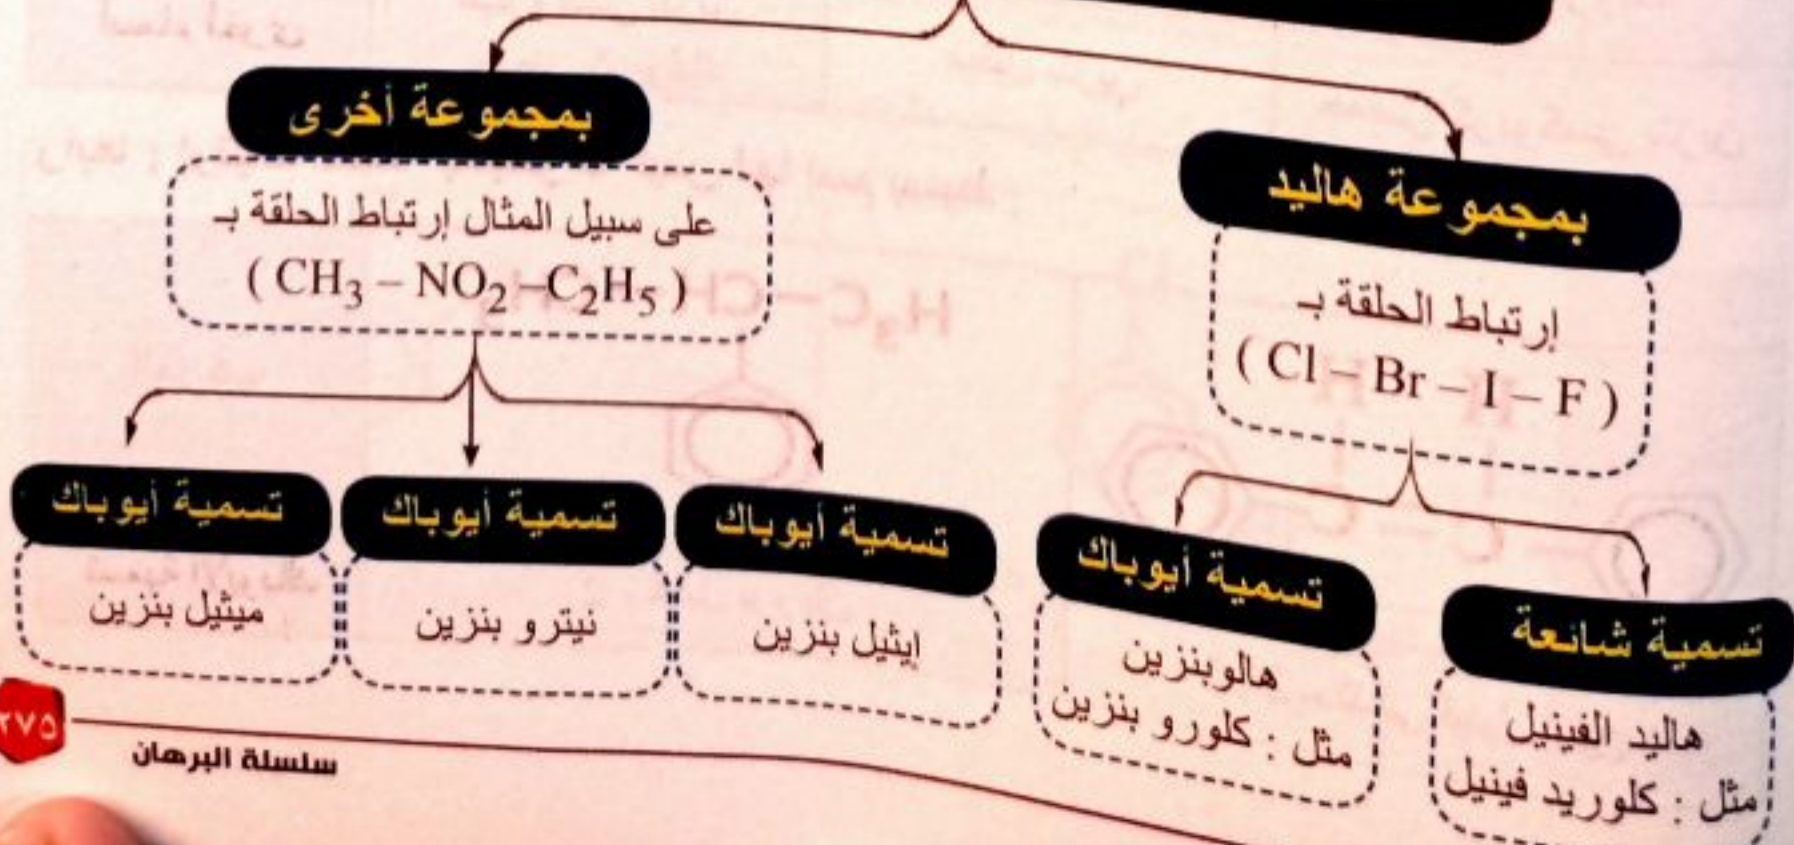 بمجموعة هاليد
إرتباط الحلقة بـ
( Cl – Br – I – F )
تسمية شائعة
هاليد الفينيل
مثل : كلوريد فينيل
تسمية أيوباك
هالوبنزين
مثل : كلورو بنزين
بمجموعة أخرى
على سبيل المثال إرتباط الحلقة بـ
( CH₃ – NO₂ –C₂H₅ )
تسمية أيوباك
إيثيل بنزين
تسمية أيوباك
نيترو بنزين
تسمية أيوباك
ميثيل بنزين
٢٧٥
سلسلة البرهان